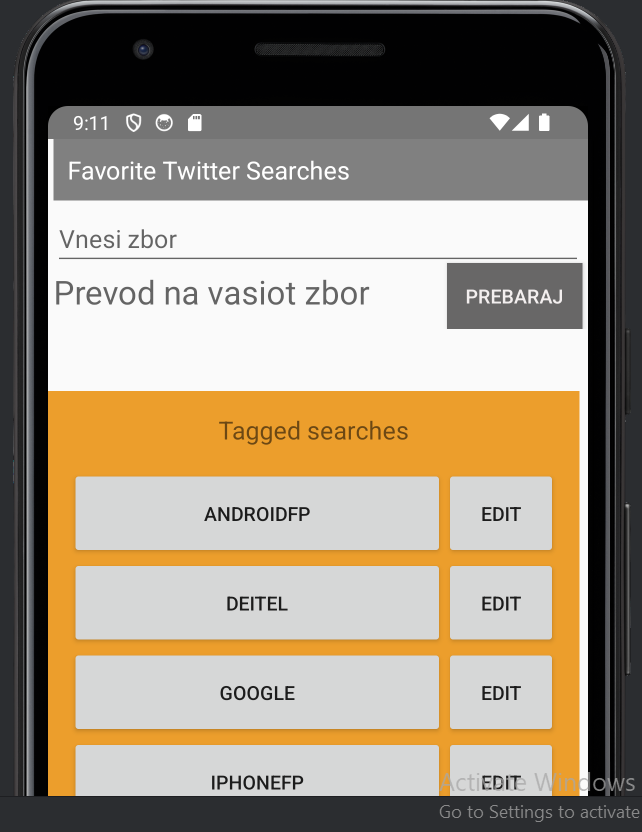 9:11
Favorite Twitter Searches
Vnesi zbor
Prevod na vasiot zbor
PREBARAJ
Tagged searches
ANDROIDFP EDIT
DEITEL EDIT
GOOGLE EDIT
IPHONEFP EDIT
Activate Windows
Go to Settings to activate